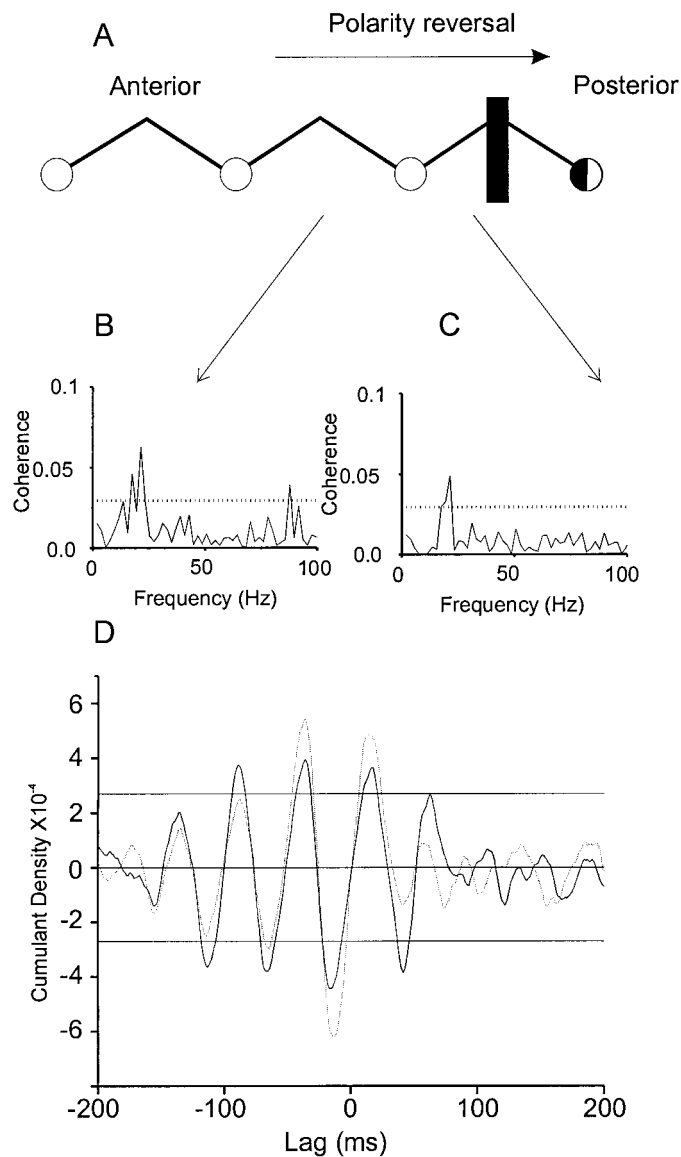 A
Polarity reversal
Anterior
Posterior
B
C
0.1
0.05
0.0
Coherence
0
50
100
Frequency (Hz)
0.1
0.05
0.0
Coherence
0
50
100
Frequency (Hz)
D
6
4
2
0
-2
-4
-6
Cumulant Density X10⁻⁴
-200
-100
0
100
200
Lag (ms)